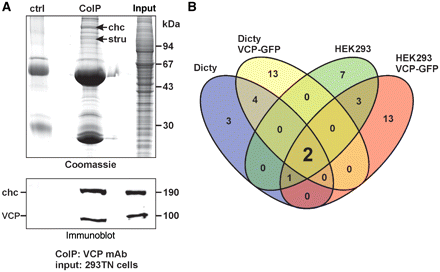 A
ctrl CoIP Input
kDa
chc
stru
94
67
43
30
Coomassie
chc 190
VCP 100
Immunoblot
CoIP: VCP mAb
input: 293TN cells
B
Dicty
Dicty
VCP-GFP
HEK293
HEK293
VCP-GFP
13 7
4 0 3
3 0 0 13
2
0 0
1 0
0